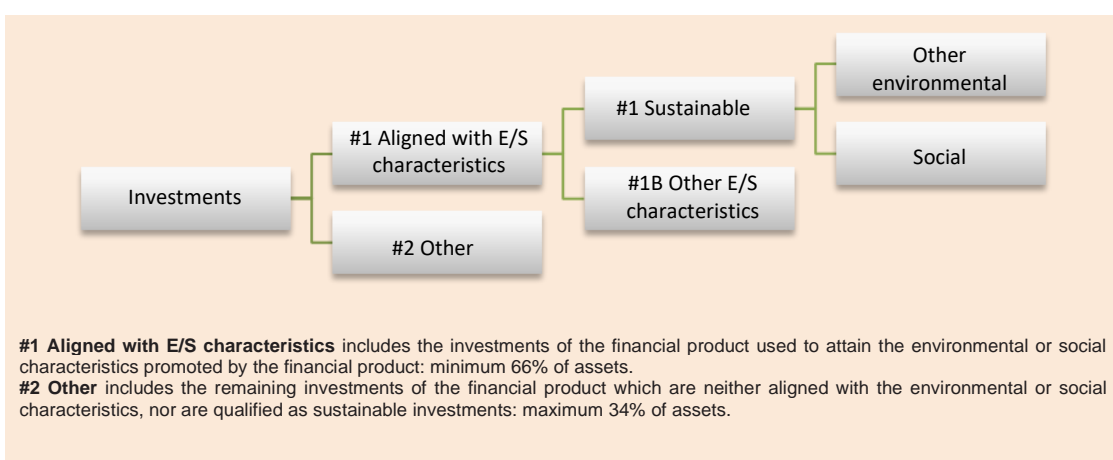 Other
environmental
#1 Sustainable
#1 Aligned with E/S
characteristics
Social
Investments
#1B Other E/S
characteristics
#2 Other
#1 Aligned with E/S characteristics includes the investments of the financial product used to attain the environmental or social
characteristics promoted by the financial product: minimum 66% of assets.
#2 Other includes the remaining investments of the financial product which are neither aligned with the environmental or social
characteristics, nor are qualified as sustainable investments: maximum 34% of assets.